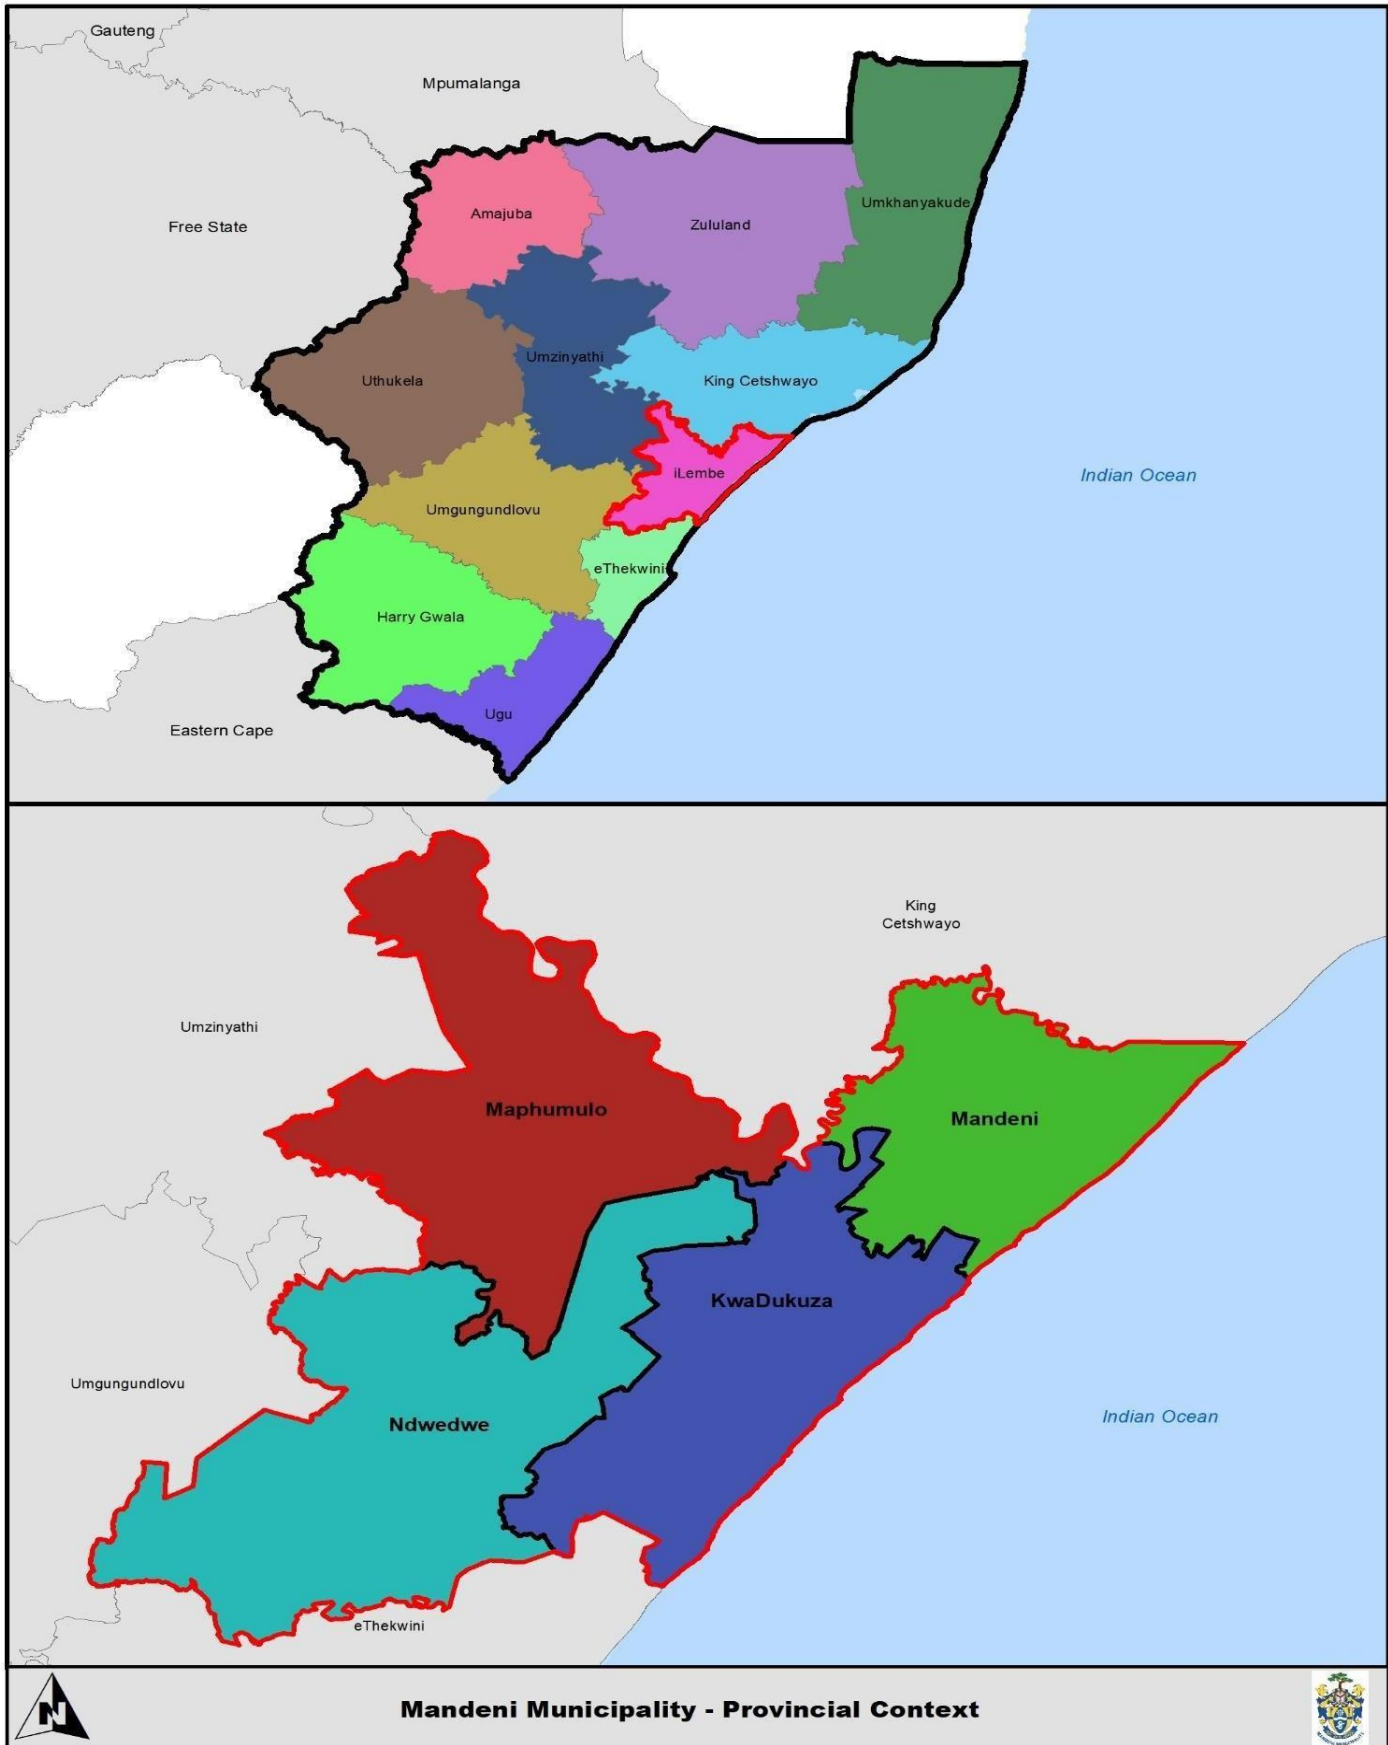 Gauteng
Mpumalanga
Free State
Amajuba
Zululand
Umkhanyakude
Uthukela
Umzinyathi
King Cetshwayo
iLembe
Indian Ocean
Umgungundlovu
eThekwini
Harry Gwala
Ugu
Eastern Cape
King
Cetshwayo
Umzinyathi
Maphumulo
Mandeni
KwaDukuza
Umgungundlovu
Ndwedwe
Indian Ocean
eThekwini
N
Mandeni Municipality - Provincial Context